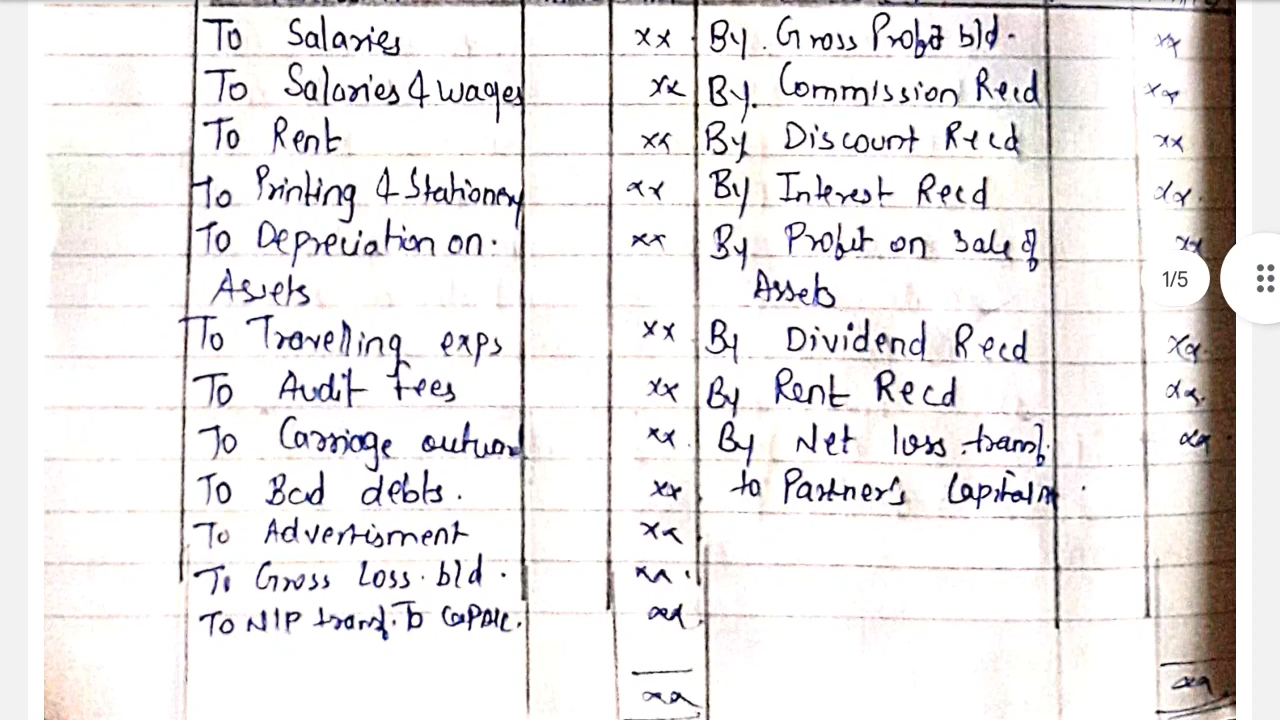 To Salaries xx By Gross Profit b/d.
To Salaries & wages xx By Commission Recd xx
To Rent xx By Discount Recd xx
To Printing & Stationery xx By Interest Recd xx.
To Depreciation on. xx By Profit on Sale of xx
Assets Assets
1/5
To Travelling exps xx By Dividend Recd xx.
To Audit fees xx By Rent Recd xx.
To Carriage outward xx. By Net loss transf. xx.
To Bad debts. xx to Partner's Capital
To Advertisment xx
To Gross Loss b/d. xx.
To N/P transf. To Cap xx.
xx xx